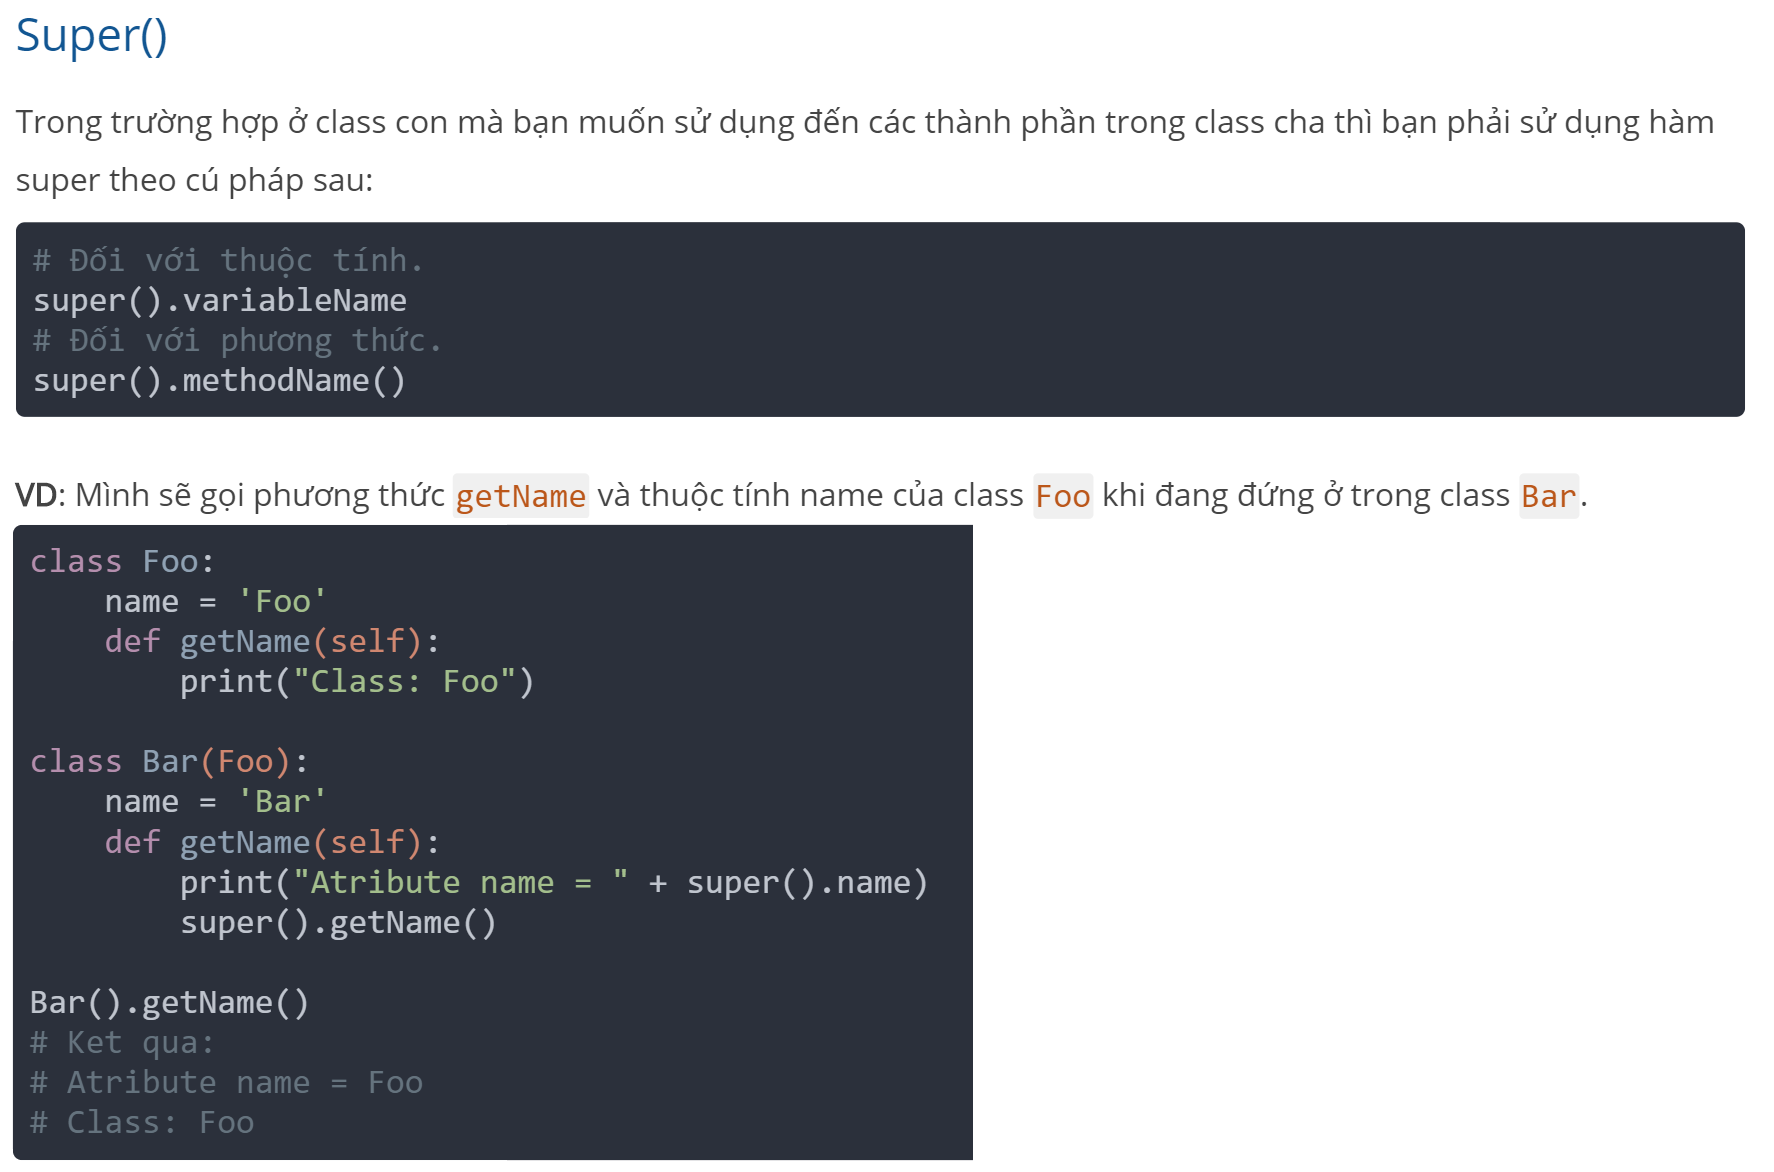 Super()
Trong trường hợp ở class con mà bạn muốn sử dụng đến các thành phần trong class cha thì bạn phải sử dụng hàm
super theo cú pháp sau:
# Đối với thuộc tính.
super().variableName
# Đối với phương thức.
super().methodName()
VD: Mình sẽ gọi phương thức getName và thuộc tính name của class Foo khi đang đứng ở trong class Bar.
class Foo:
    name = 'Foo'
    def getName(self):
        print("Class: Foo")
class Bar(Foo):
    name = 'Bar'
    def getName(self):
        print("Atribute name = " + super().name)
        super().getName()
Bar().getName()
# Ket qua:
# Atribute name = Foo
# Class: Foo